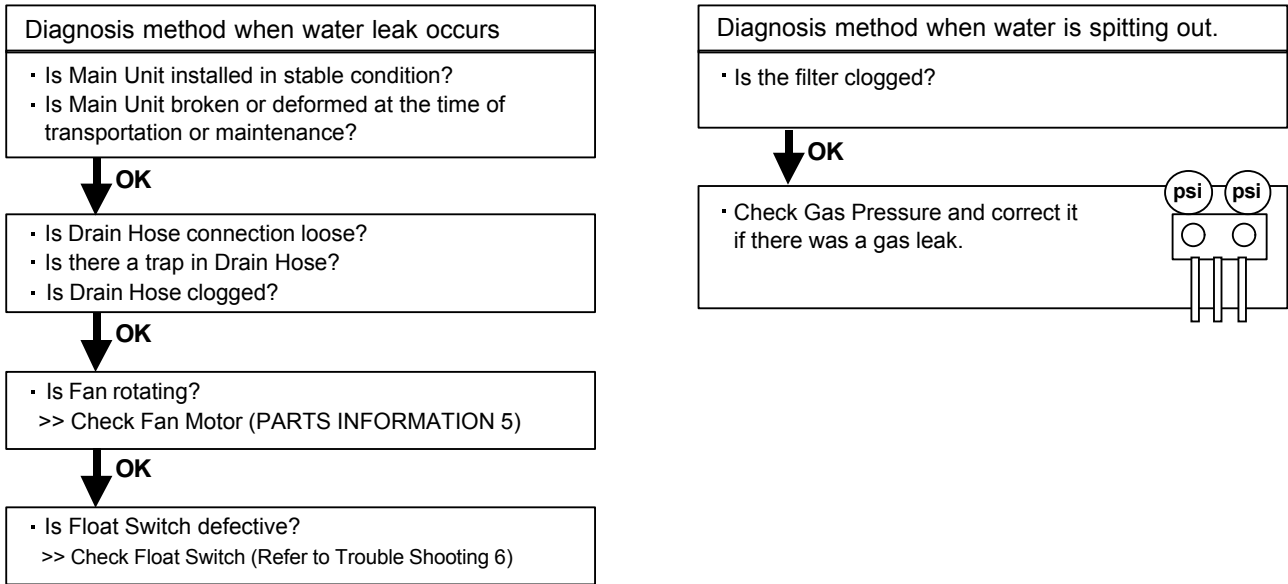 Diagnosis method when water leak occurs
· Is Main Unit installed in stable condition?
· Is Main Unit broken or deformed at the time of
transportation or maintenance?
OK
· Is Drain Hose connection loose?
· Is there a trap in Drain Hose?
· Is Drain Hose clogged?
OK
· Is Fan rotating?
>> Check Fan Motor (PARTS INFORMATION 5)
OK
· Is Float Switch defective?
>> Check Float Switch (Refer to Trouble Shooting 6)
Diagnosis method when water is spitting out.
· Is the filter clogged?
OK
· Check Gas Pressure and correct it
if there was a gas leak.
psi psi